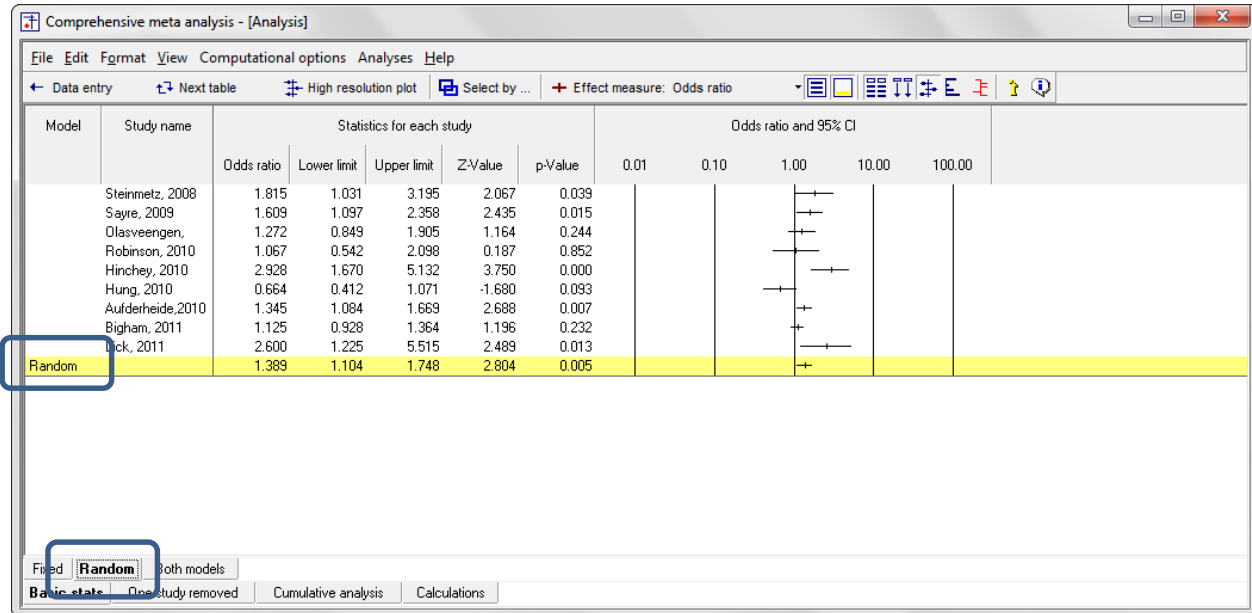 Comprehensive meta analysis - [Analysis]
File Edit Format View Computational options Analyses Help
← Data entry Next table High resolution plot Select by ... + Effect measure: Odds ratio
Model Study name Statistics for each study Odds ratio and 95% CI
Odds ratio Lower limit Upper limit Z-Value p-Value 0.01 0.10 1.00 10.00 100.00
Steinmetz, 2008 1.815 1.031 3.195 2.067 0.039
Sayre, 2009 1.609 1.097 2.358 2.435 0.015
Olasveengen, 1.272 0.849 1.905 1.164 0.244
Robinson, 2010 1.067 0.542 2.098 0.187 0.852
Hinchey, 2010 2.928 1.670 5.132 3.750 0.000
Hung, 2010 0.664 0.412 1.071 -1.680 0.093
Aufderheide,2010 1.345 1.084 1.669 2.688 0.007
Bigham, 2011 1.125 0.928 1.364 1.196 0.232
Lick, 2011 2.600 1.225 5.515 2.489 0.013
Random 1.389 1.104 1.748 2.804 0.005
Fixed Random Both models
Basic stats One study removed Cumulative analysis Calculations